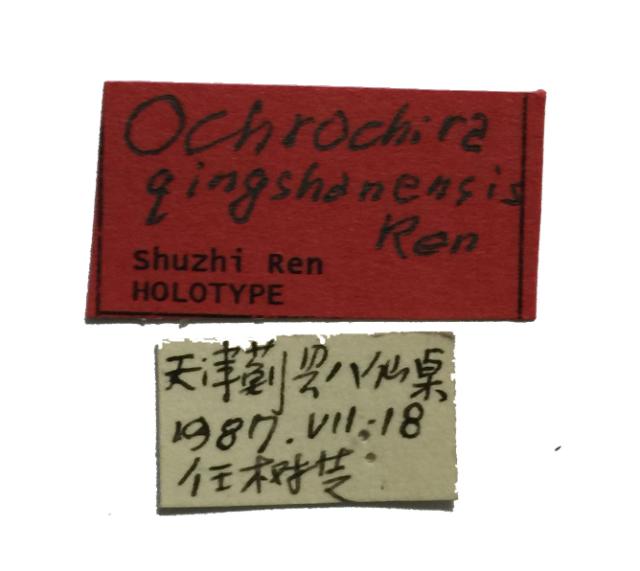 Ochrochira
qingshanensis
Ren
Shuzhi Ren
HOLOTYPE
天津蓟县八仙桌
1987.VII.18
任树芝